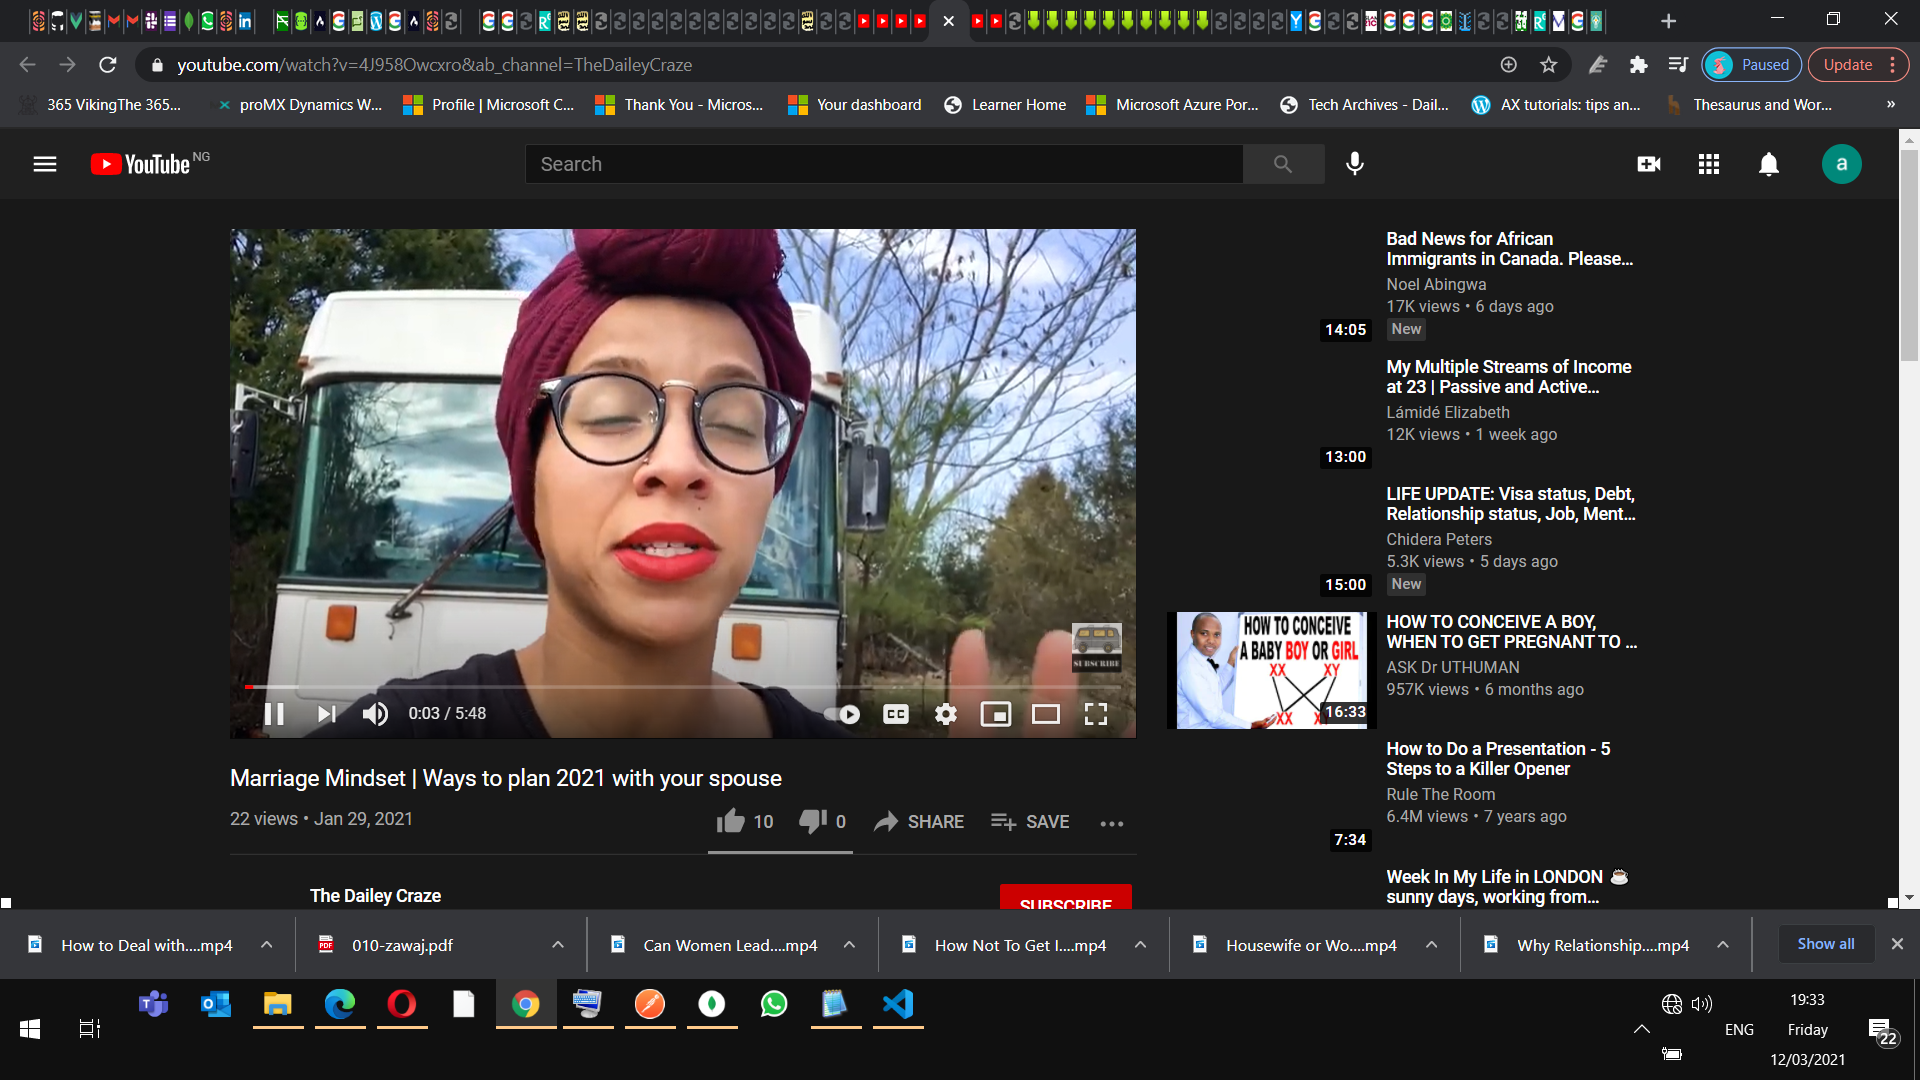 youtube.com/watch?v=4J958Owcxro&ab_channel=TheDaileyCraze
Paused
Update
365 VikingThe 365...
proMX Dynamics W...
Profile | Microsoft C...
Thank You - Micros...
Your dashboard
Learner Home
Microsoft Azure Por...
Tech Archives - Dail...
AX tutorials: tips an...
Thesaurus and Wor...
»
YouTube NG
Search
a
SUBSCRIBE
0:03 / 5:48
CC
Marriage Mindset | Ways to plan 2021 with your spouse
22 views • Jan 29, 2021
10
0
SHARE
SAVE
The Dailey Craze
SUBSCRIBE
Bad News for African
Immigrants in Canada. Please...
Noel Abingwa
17K views • 6 days ago
14:05
New
My Multiple Streams of Income
at 23 | Passive and Active...
Lámidé Elizabeth
12K views • 1 week ago
13:00
LIFE UPDATE: Visa status, Debt,
Relationship status, Job, Ment...
Chidera Peters
5.3K views • 5 days ago
15:00
New
HOW TO CONCEIVE
A BABY BOY OR GIRL
XX XY
XX
16:33
HOW TO CONCEIVE A BOY,
WHEN TO GET PREGNANT TO ...
ASK Dr UTHUMAN
957K views • 6 months ago
How to Do a Presentation - 5
Steps to a Killer Opener
Rule The Room
6.4M views • 7 years ago
7:34
Week In My Life in LONDON ☕
sunny days, working from...
How to Deal with....mp4
010-zawaj.pdf
Can Women Lead....mp4
How Not To Get I....mp4
Housewife or Wo....mp4
Why Relationship....mp4
Show all
19:33
ENG
Friday
22
12/03/2021